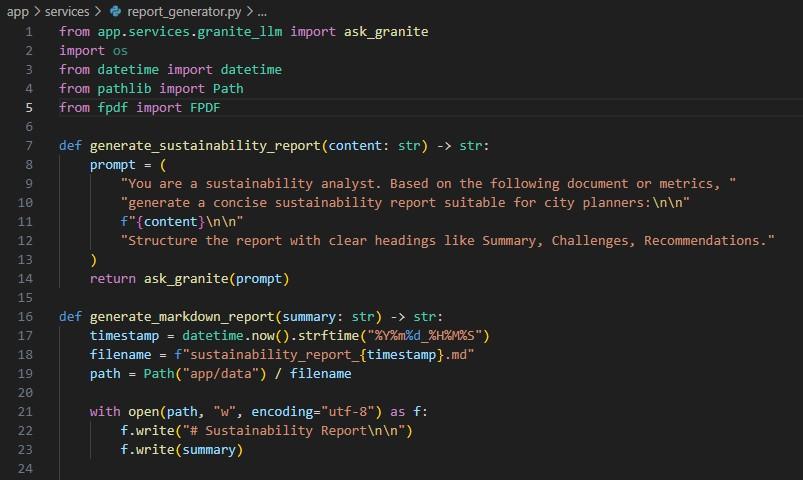 app > services > report_generator.py > ...
1 from app.services.granite_llm import ask_granite
2 import os
3 from datetime import datetime
4 from pathlib import Path
5 from fpdf import FPDF
6
7 def generate_sustainability_report(content: str) -> str:
8     prompt = (
9         "You are a sustainability analyst. Based on the following document or metrics, "
10         "generate a concise sustainability report suitable for city planners:\n\n"
11         f"{content}\n\n"
12         "Structure the report with clear headings like Summary, Challenges, Recommendations."
13     )
14     return ask_granite(prompt)
15
16 def generate_markdown_report(summary: str) -> str:
17     timestamp = datetime.now().strftime("%Y%m%d_%H%M%S")
18     filename = f"sustainability_report_{timestamp}.md"
19     path = Path("app/data") / filename
20
21     with open(path, "w", encoding="utf-8") as f:
22         f.write("# Sustainability Report\n\n")
23         f.write(summary)
24